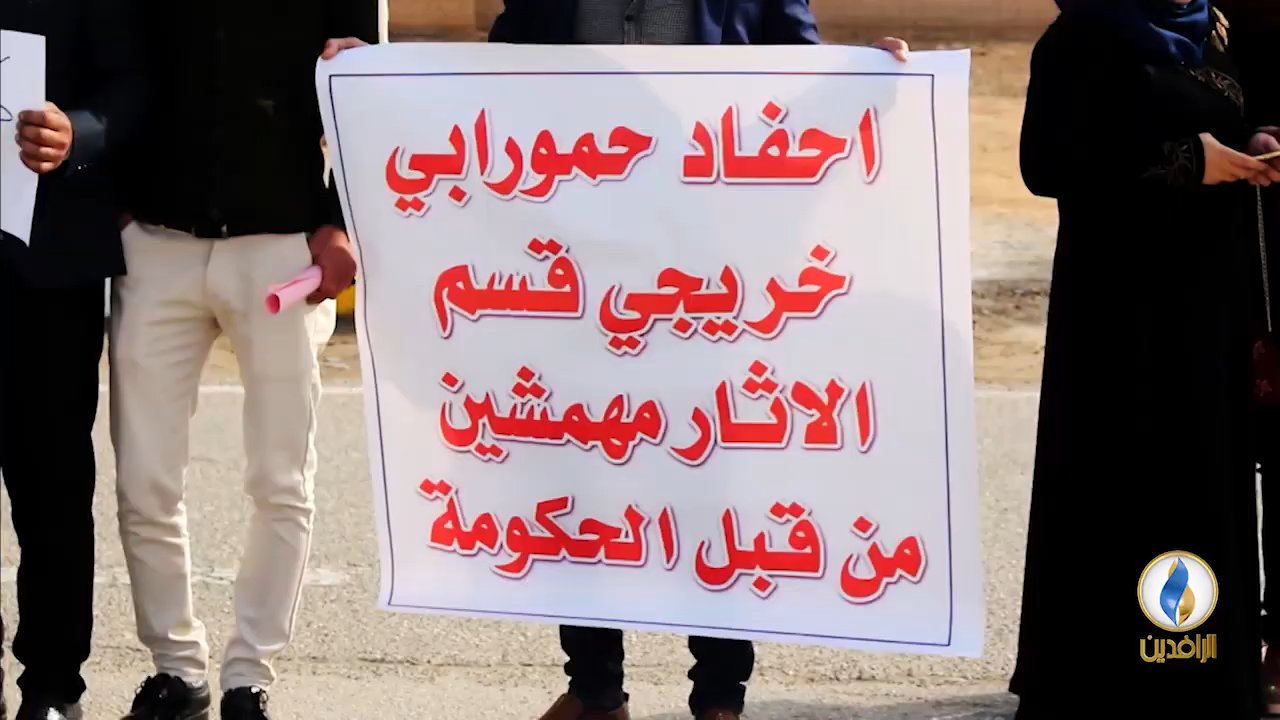 احفاد حمورابي
خريجي قسم
الاثار مهمشين
من قبل الحكومة
الرافدين